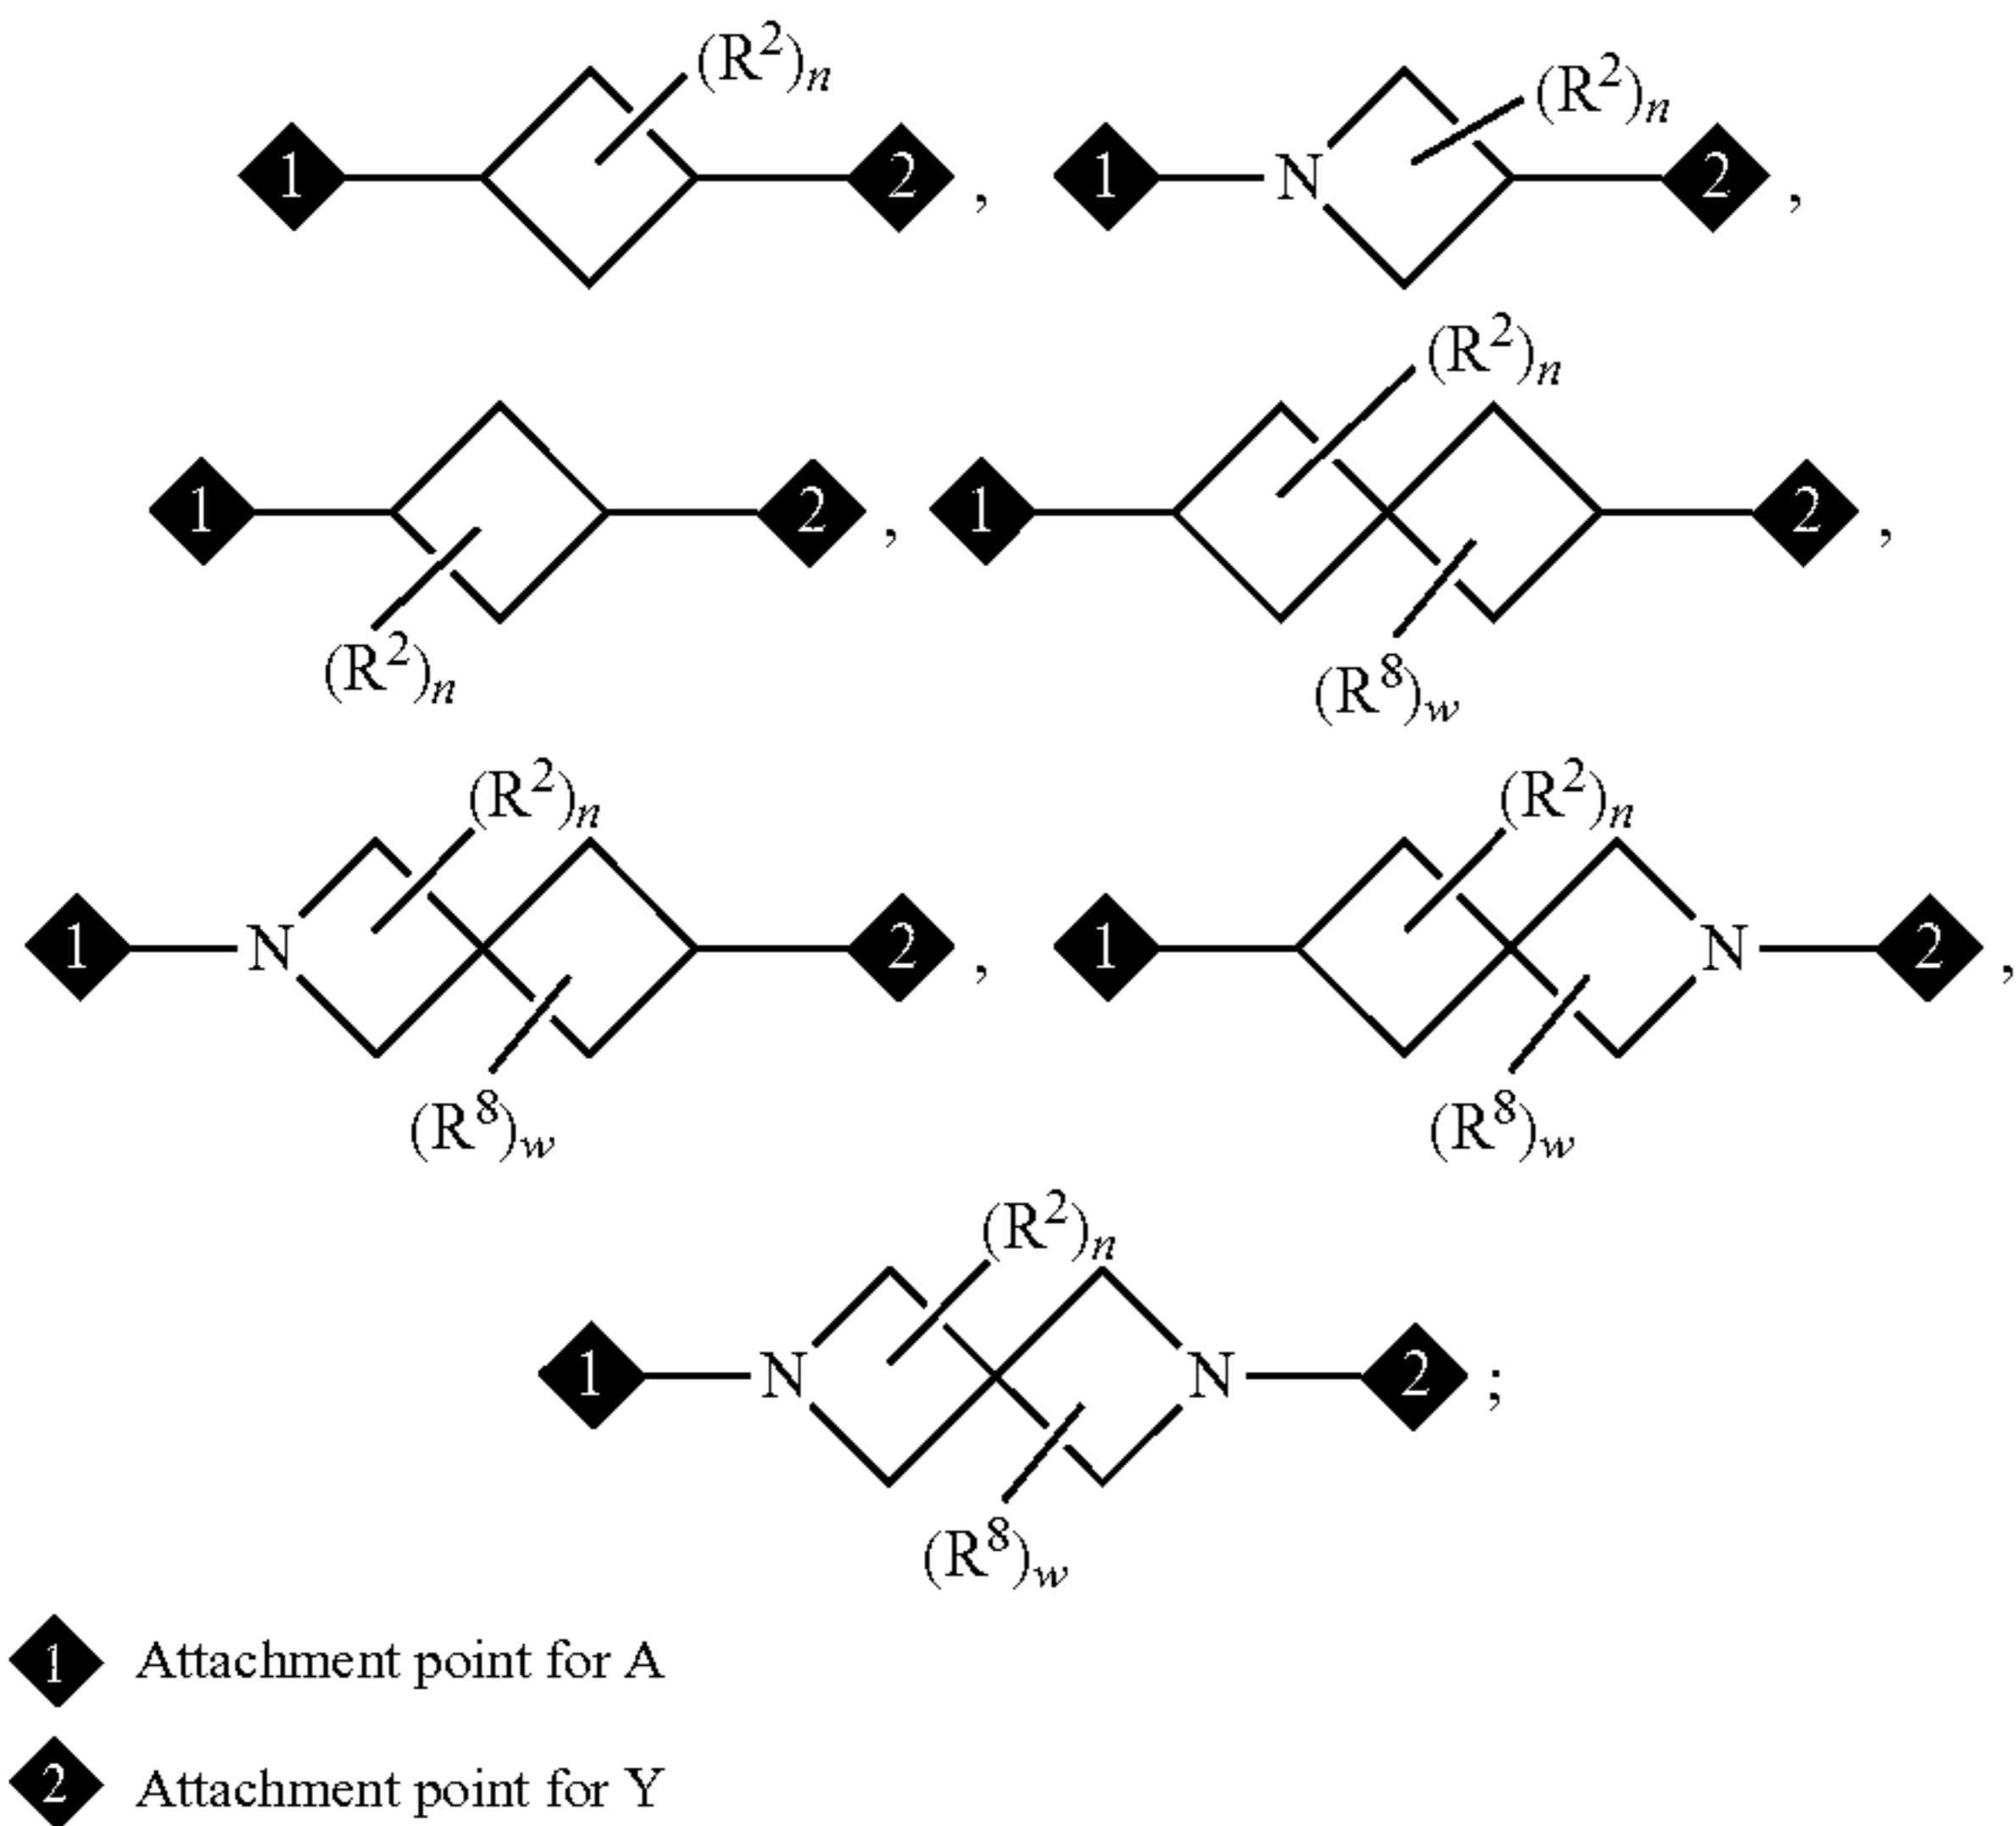 (R²)ₙ (R²)ₙ
1 2 , 1 N 2 ,
(R²)ₙ
1 2 , 1 2 ,
(R²)ₙ (R⁸)w
(R²)ₙ (R²)ₙ
1 N 2 , 1 N 2 ,
(R⁸)w (R⁸)w
(R²)ₙ
1 N N 2 ;
(R⁸)w
1 Attachment point for A
2 Attachment point for Y